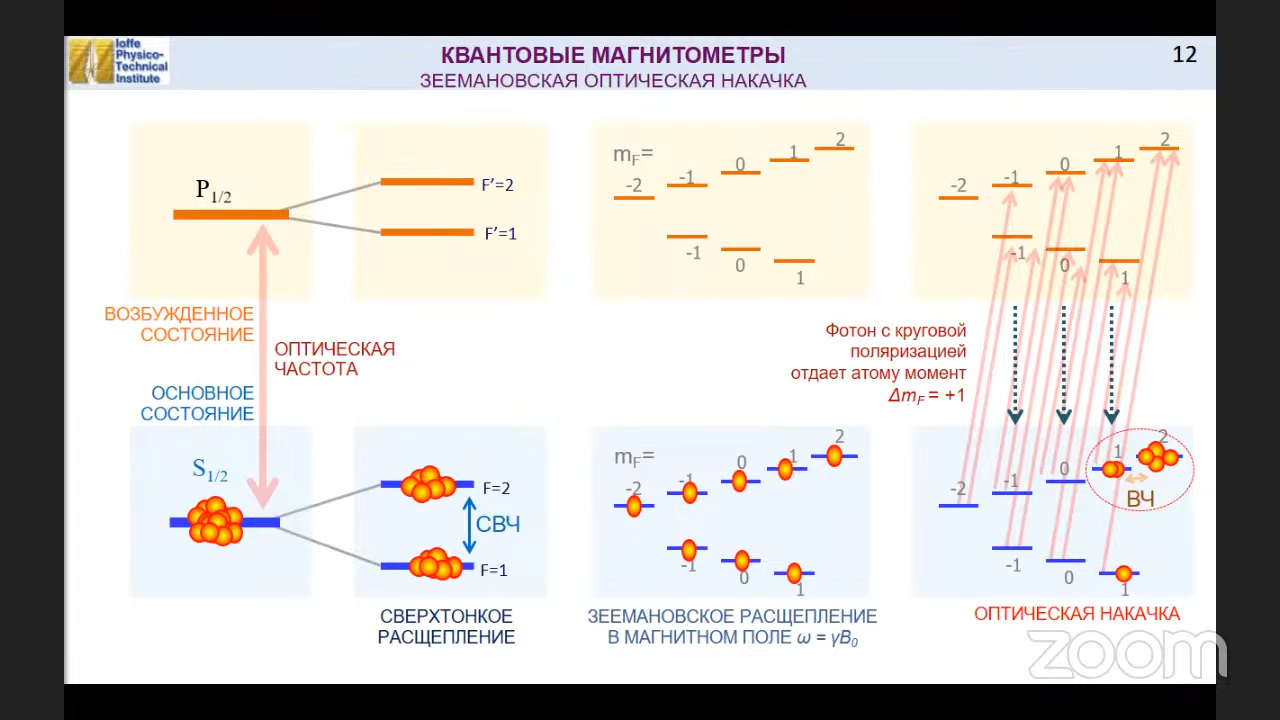 Ioffe
Physico-
Technical
Institute
КВАНТОВЫЕ МАГНИТОМЕТРЫ
ЗЕЕМАНОВСКАЯ ОПТИЧЕСКАЯ НАКАЧКА
12
P1/2
F'=2
F'=1
mF=
-2
-1
0
1
2
-1
0
1
-2
-1
0
1
2
-1
0
1
ВОЗБУЖДЕННОЕ
СОСТОЯНИЕ
ОПТИЧЕСКАЯ
ЧАСТОТА
ОСНОВНОЕ
СОСТОЯНИЕ
Фотон с круговой
поляризацией
отдает атому момент
ΔmF = +1
S1/2
F=2
СВЧ
F=1
mF=
-2
-1
0
1
2
-1
0
1
-2
-1
0
1
2
ВЧ
-1
0
1
СВЕРХТОНКОЕ
РАСЩЕПЛЕНИЕ
ЗЕЕМАНОВСКОЕ РАСЩЕПЛЕНИЕ
В МАГНИТНОМ ПОЛЕ ω = γB0
ОПТИЧЕСКАЯ НАКАЧКА
zoom